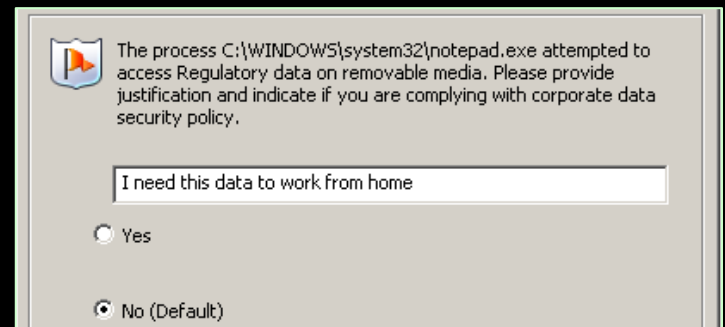 The process C:\WINDOWS\system32\notepad.exe attempted to
access Regulatory data on removable media. Please provide
justification and indicate if you are complying with corporate data
security policy.
I need this data to work from home
Yes
No (Default)